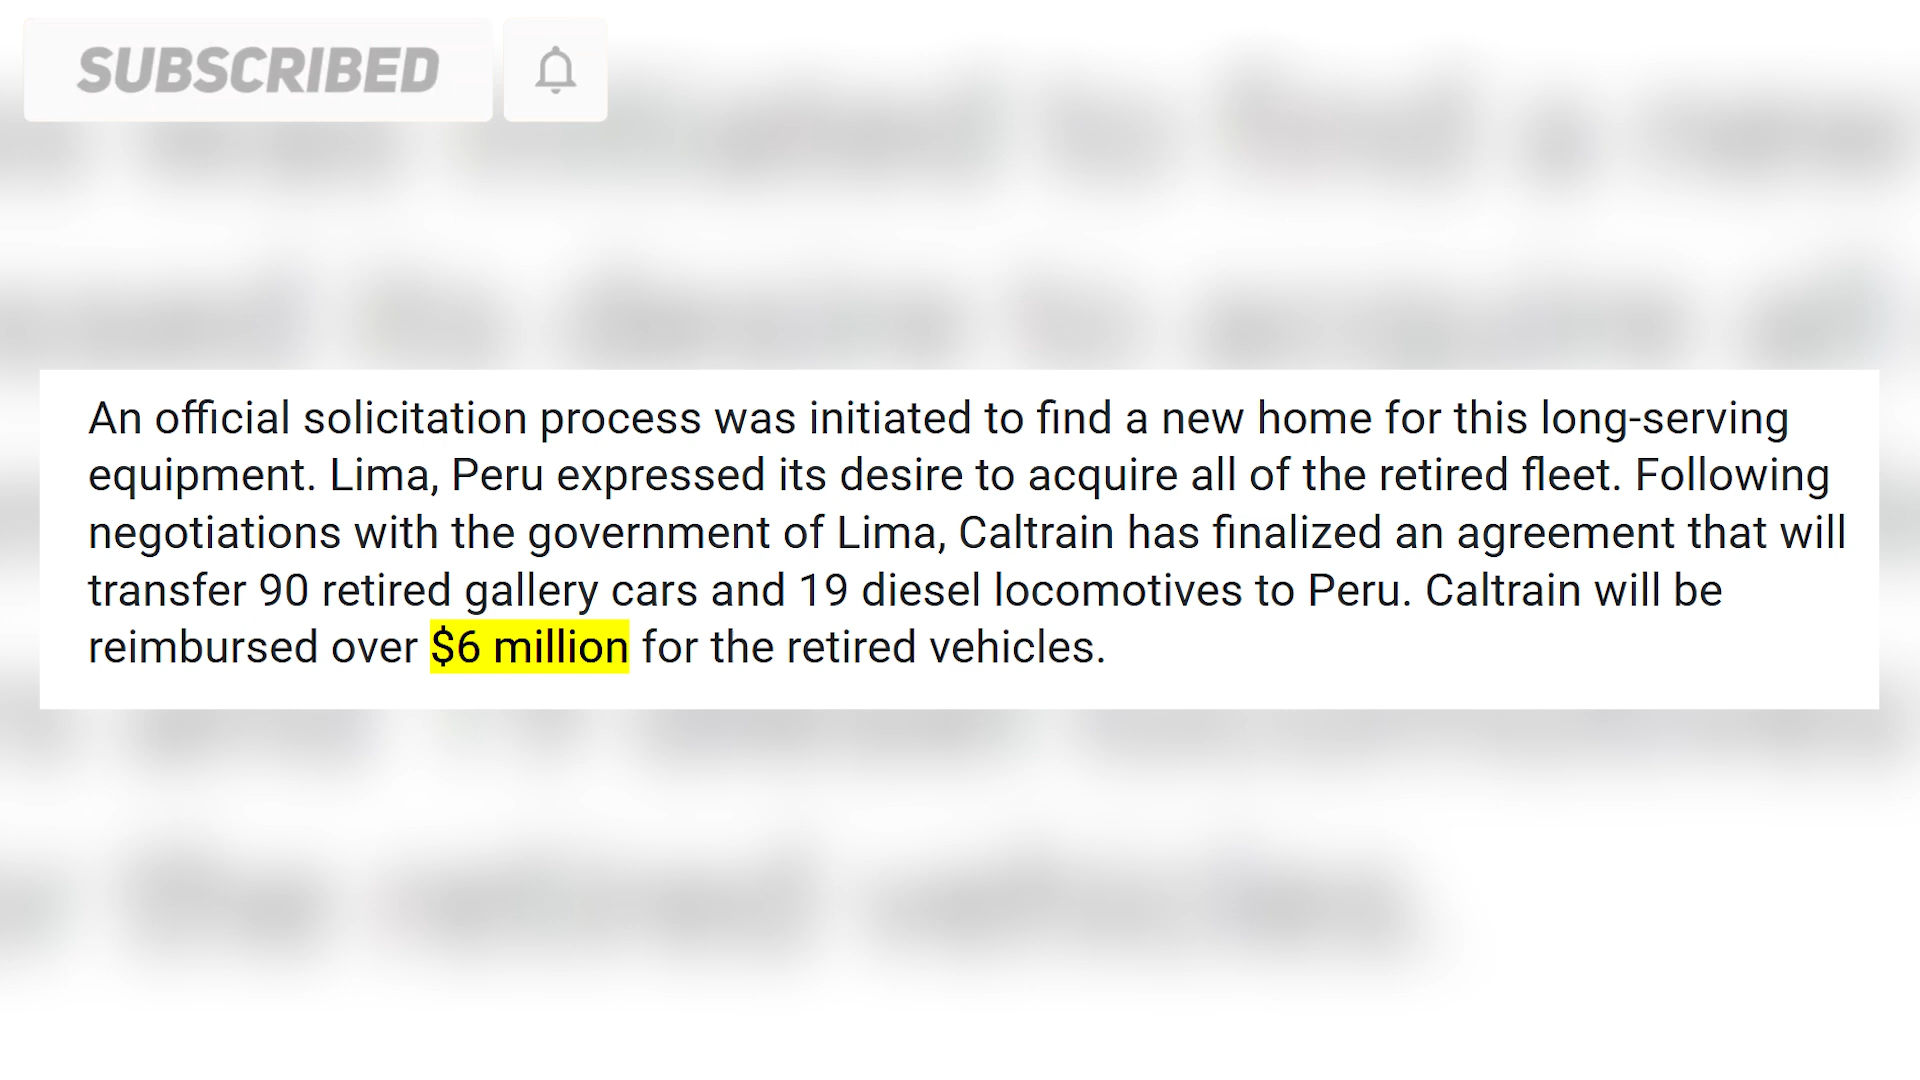 SUBSCRIBED
An official solicitation process was initiated to find a new home for this long-serving
equipment. Lima, Peru expressed its desire to acquire all of the retired fleet. Following
negotiations with the government of Lima, Caltrain has finalized an agreement that will
transfer 90 retired gallery cars and 19 diesel locomotives to Peru. Caltrain will be
reimbursed over $6 million for the retired vehicles.